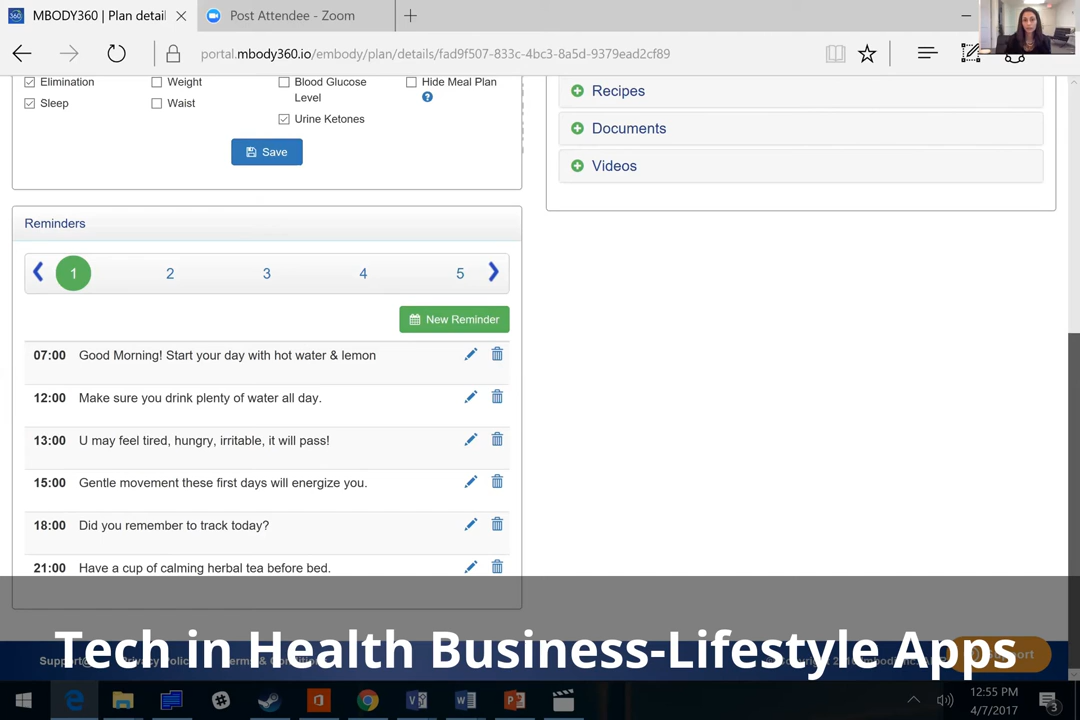 MBODY360 | Plan detail
Post Attendee - Zoom
portal.mbody360.io/embody/plan/details/fad9f507-833c-4bc3-8a5d-9379ead2cf89
Elimination
Weight
Blood Glucose Level
Hide Meal Plan
Sleep
Waist
Urine Ketones
Save
Recipes
Documents
Videos
Reminders
1 2 3 4 5
New Reminder
07:00 Good Morning! Start your day with hot water & lemon
12:00 Make sure you drink plenty of water all day.
13:00 U may feel tired, hungry, irritable, it will pass!
15:00 Gentle movement these first days will energize you.
18:00 Did you remember to track today?
21:00 Have a cup of calming herbal tea before bed.
Tech in Health Business-Lifestyle Apps
12:55 PM
4/7/2017
3